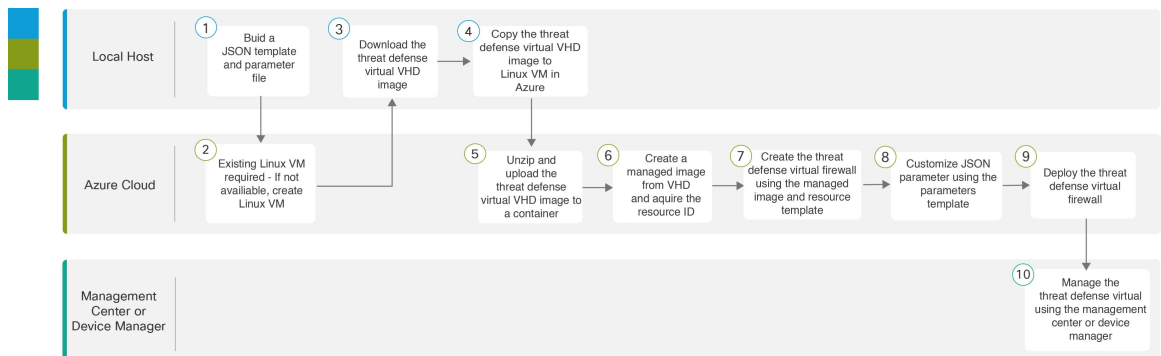 Local Host
1
Buid a
JSON template
and parameter
file
3
Download the
threat defense
virtual VHD
image
4
Copy the threat
defense virtual VHD
image to
Linux VM in
Azure
Azure Cloud
2
Existing Linux VM
required - If not
availiable, create
Linux VM
5
Unzip and
upload the
threat defense
virtual VHD image to
a container
6
Create a
managed image
from VHD
and aquire the
resource ID
7
Create the threat
defense virtual firewall
using the managed
image and resource
template
8
Customize JSON
parameter using the
parameters
template
9
Deploy the threat
defense virtual
firewall
Management
Center or
Device Manager
10
Manage the
threat defense virtual
using the management
center or device
manager